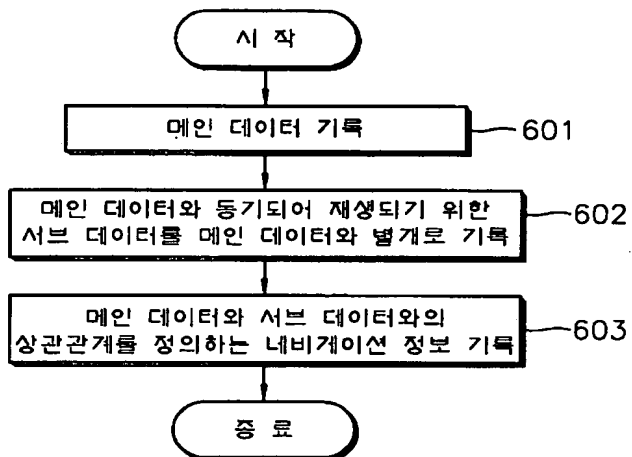 시 작
메인 데이터 기록
601
메인 데이터와 동기되어 재생되기 위한
서브 데이터를 메인 데이터와 별개로 기록
602
메인 데이터와 서브 데이터와의
상관관계를 정의하는 네비게이션 정보 기록
603
종 료